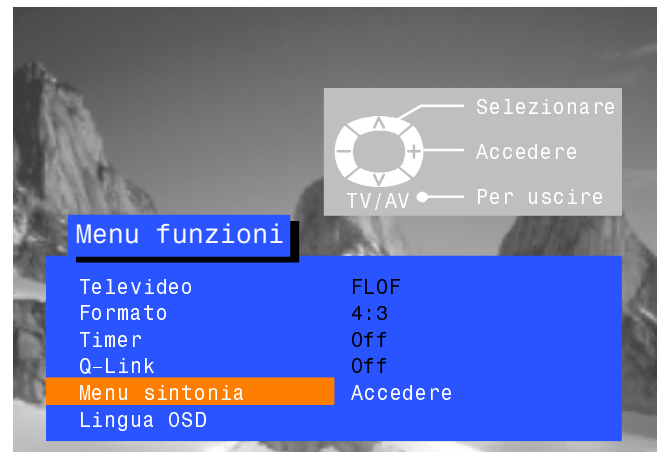 Selezionare
Accedere
TV/AV Per uscire
Menu funzioni
Televideo FLOF
Formato 4:3
Timer Off
Q-Link Off
Menu sintonia Accedere
Lingua OSD